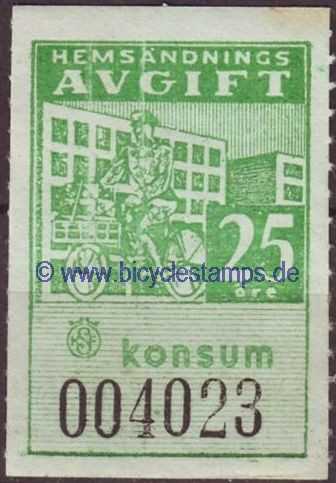 HEMSÄNDNINGS
AVGIFT
25
öre
© www.bicyclestamps.de
konsum
004023